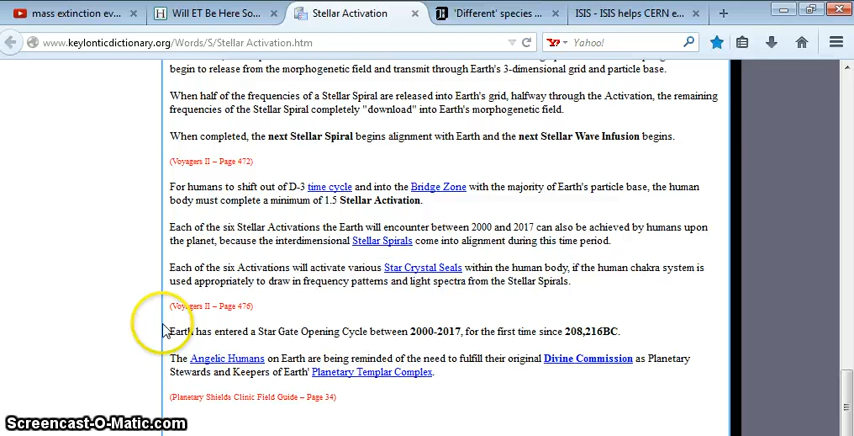 mass extinction ev...
Will ET Be Here So...
Stellar Activation
'Different' species ...
ISIS - ISIS helps CERN e...
www.keylonticdictionary.org/Words/S/Stellar Activation.htm
Yahoo!
begin to release from the morphogenetic field and transmit through Earth's 3-dimensional grid and particle base.
When half of the frequencies of a Stellar Spiral are released into Earth's grid, halfway through the Activation, the remaining
frequencies of the Stellar Spiral completely "download" into Earth's morphogenetic field.
When completed, the next Stellar Spiral begins alignment with Earth and the next Stellar Wave Infusion begins.
(Voyagers II – Page 472)
For humans to shift out of D-3 time cycle and into the Bridge Zone with the majority of Earth's particle base, the human
body must complete a minimum of 1.5 Stellar Activation.
Each of the six Stellar Activations the Earth will encounter between 2000 and 2017 can also be achieved by humans upon
the planet, because the interdimensional Stellar Spirals come into alignment during this time period.
Each of the six Activations will activate various Star Crystal Seals within the human body, if the human chakra system is
used appropriately to draw in frequency patterns and light spectra from the Stellar Spirals.
(Voyagers II – Page 476)
Earth has entered a Star Gate Opening Cycle between 2000-2017, for the first time since 208,216BC.
The Angelic Humans on Earth are being reminded of the need to fulfill their original Divine Commission as Planetary
Stewards and Keepers of Earth' Planetary Templar Complex.
(Planetary Shields Clinic Field Guide – Page 34)
Screencast-O-Matic.com